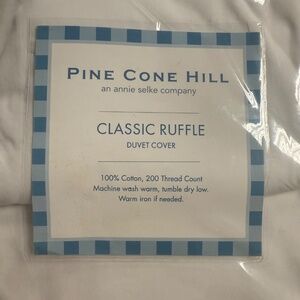 PINE CONE HILL
an annie selke company
CLASSIC RUFFLE
DUVET COVER
100% Cotton, 200 Thread Count
Machine wash warm, tumble dry low.
Warm iron if needed.